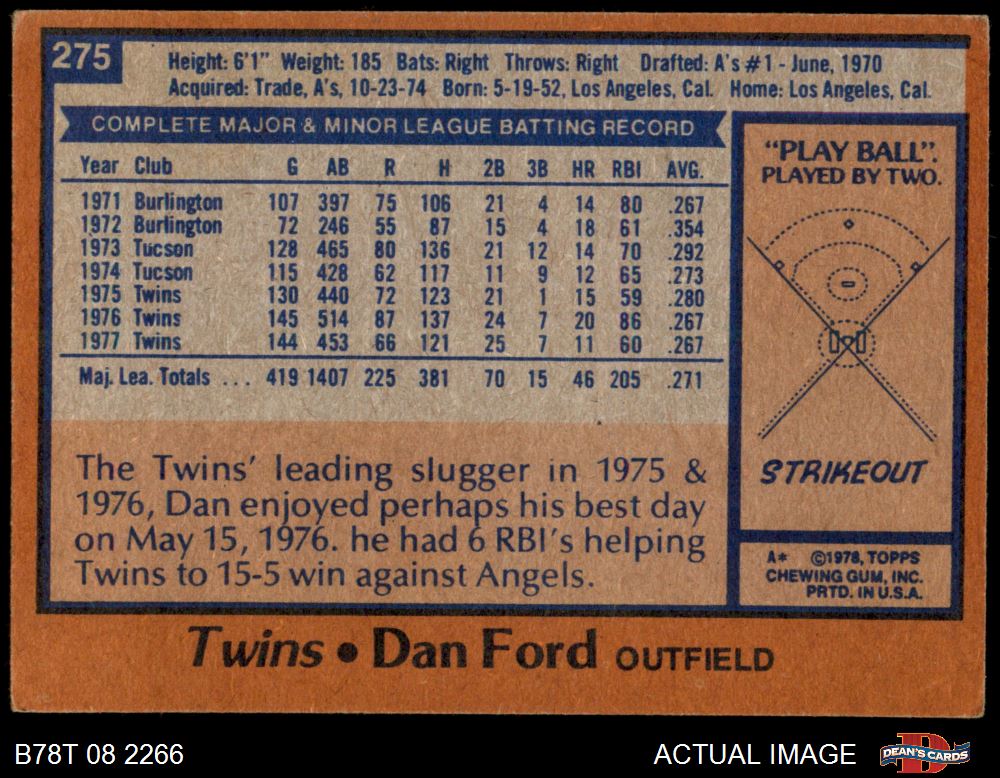 275
Height: 6'1" Weight: 185 Bats: Right Throws: Right Drafted: A's #1 - June, 1970
Acquired: Trade, A's, 10-23-74 Born: 5-19-52, Los Angeles, Cal. Home: Los Angeles, Cal.
COMPLETE MAJOR & MINOR LEAGUE BATTING RECORD
Year Club G AB R H 2B 3B HR RBI AVG.
1971 Burlington 107 397 75 106 21 4 14 80 .267
1972 Burlington 72 246 55 87 15 4 18 61 .354
1973 Tucson 128 465 80 136 21 12 14 70 .292
1974 Tucson 115 428 62 117 11 9 12 65 .273
1975 Twins 130 440 72 123 21 1 15 59 .280
1976 Twins 145 514 87 137 24 7 20 86 .267
1977 Twins 144 453 66 121 25 7 11 60 .267
Maj. Lea. Totals ... 419 1407 225 381 70 15 46 205 .271
The Twins' leading slugger in 1975 &
1976, Dan enjoyed perhaps his best day
on May 15, 1976. he had 6 RBI's helping
Twins to 15-5 win against Angels.
"PLAY BALL".
PLAYED BY TWO.
STRIKEOUT
A* ©1978, TOPPS
CHEWING GUM, INC.
PRTD. IN U.S.A.
Twins • Dan Ford OUTFIELD
B78T 08 2266
ACTUAL IMAGE
DEAN'S CARDS